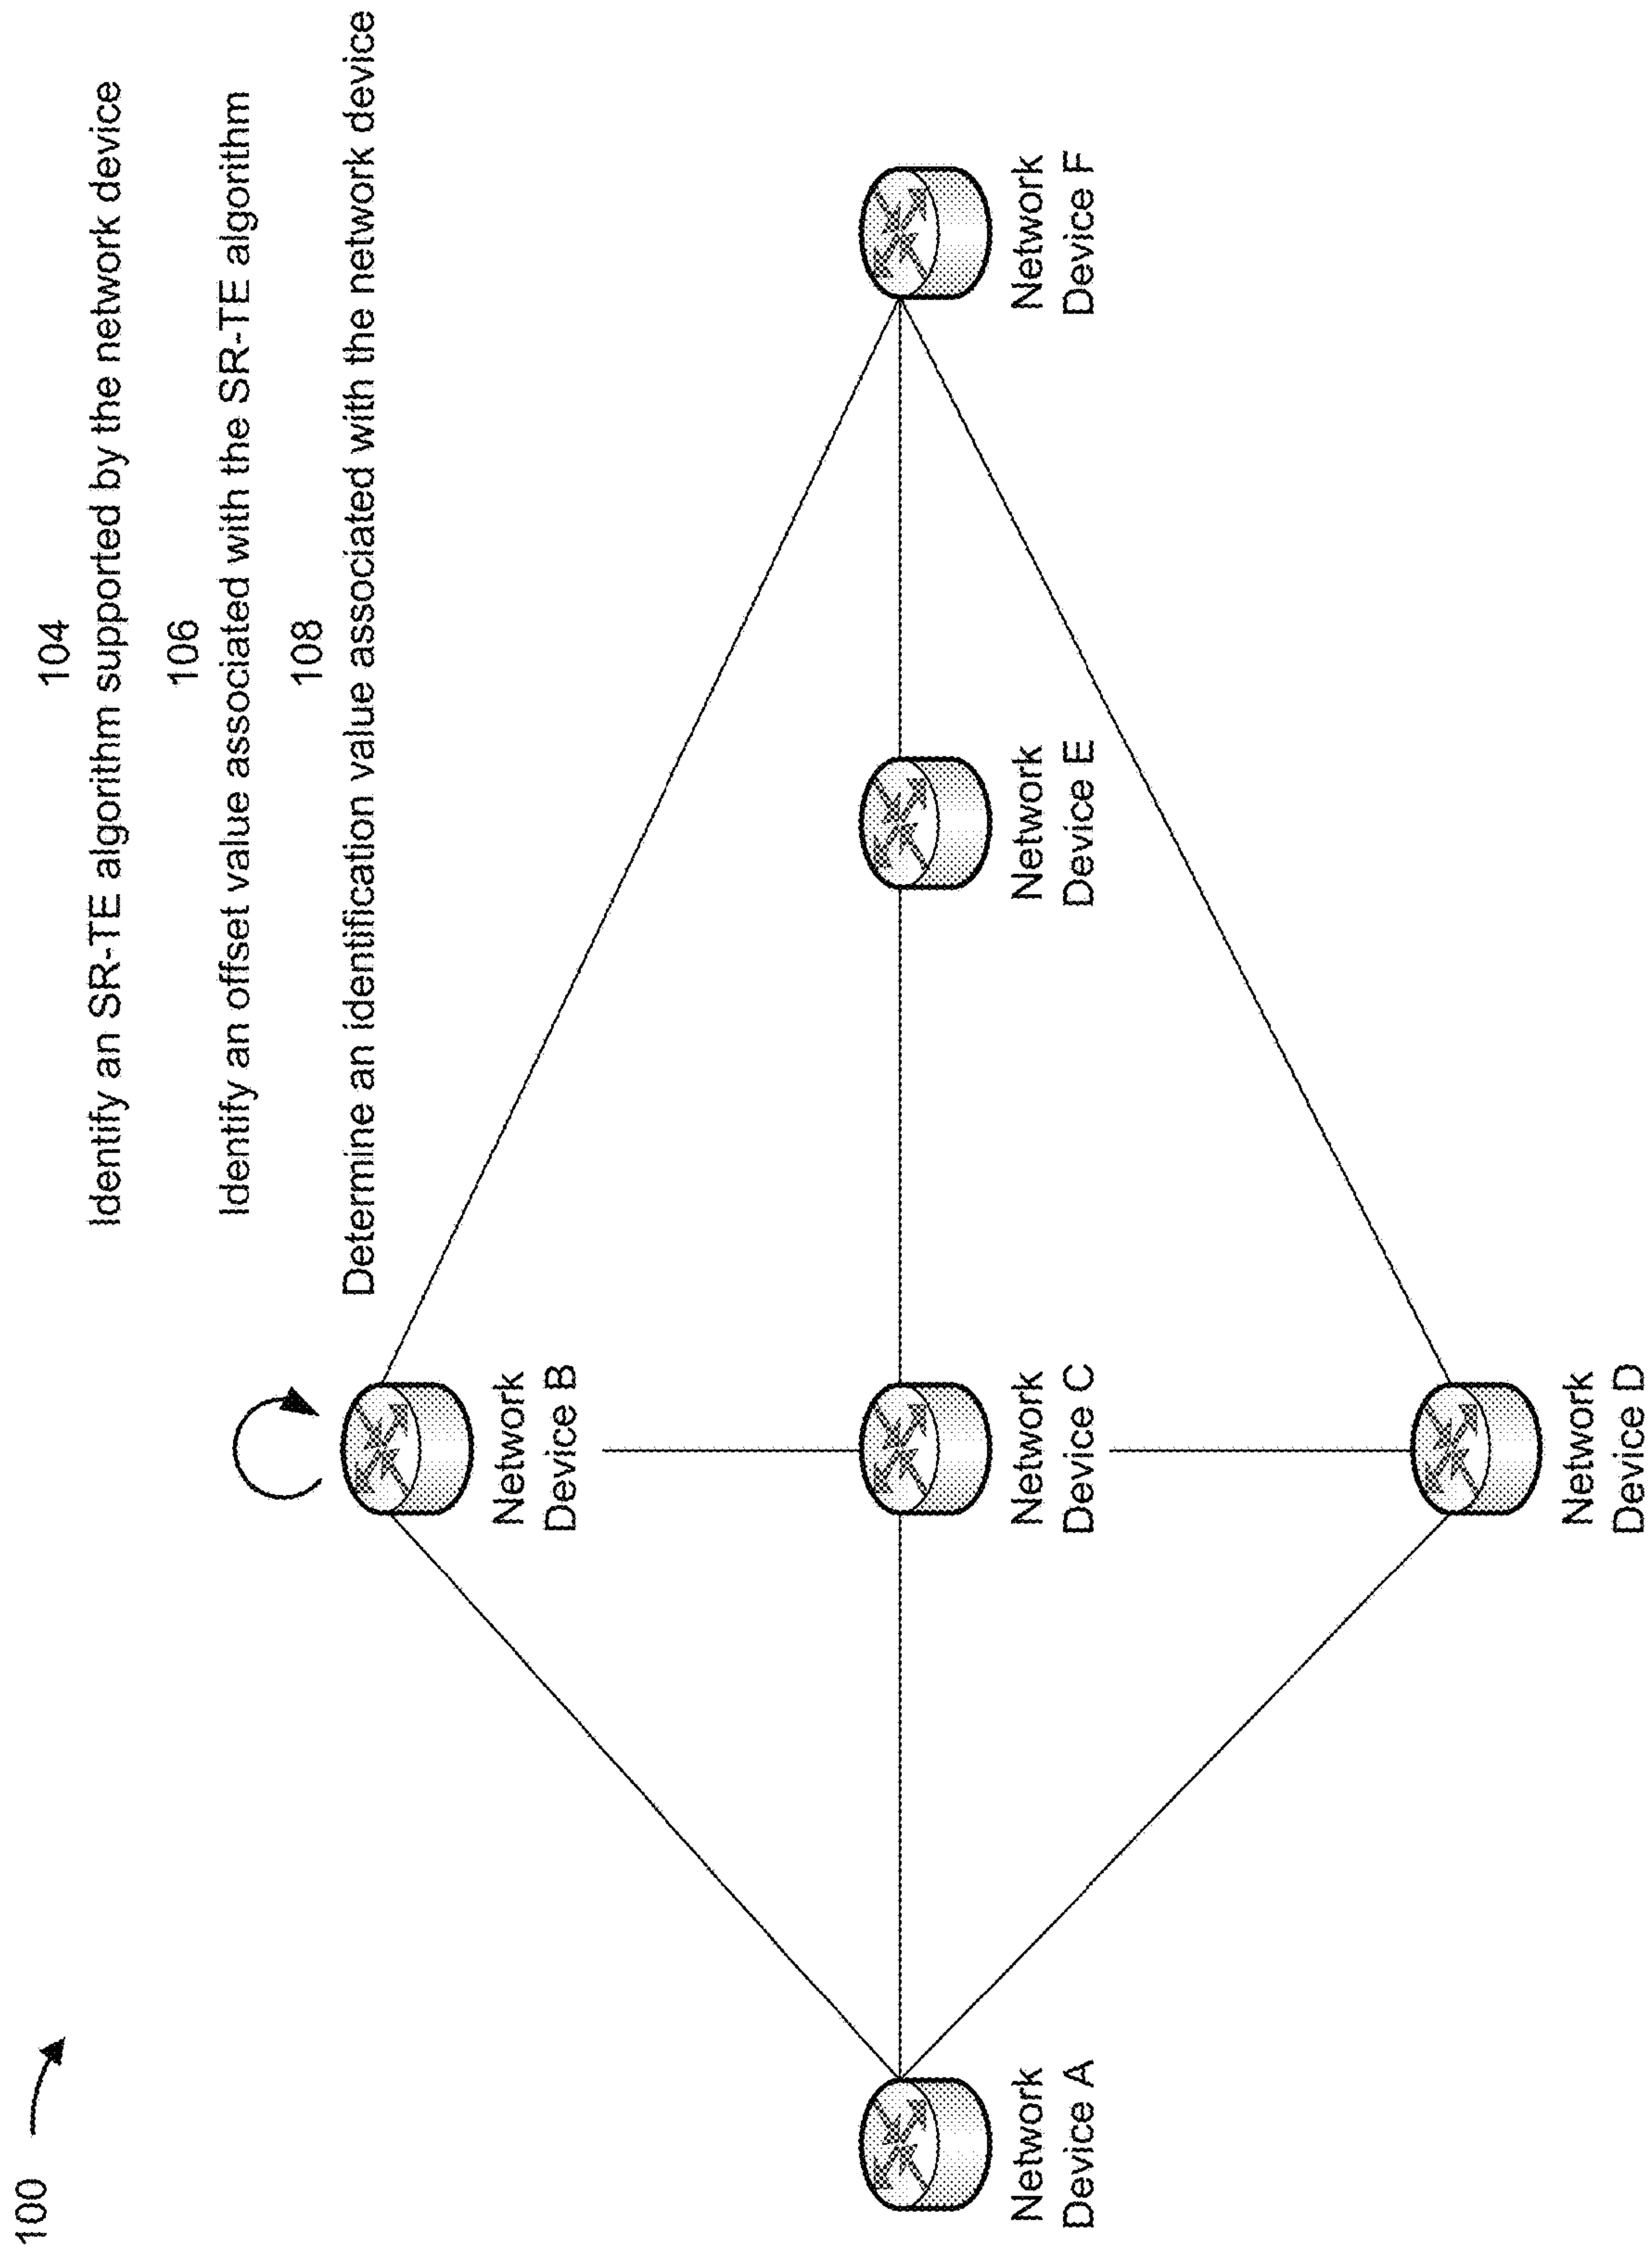 100
104
Identify an SR-TE algorithm supported by the network device
106
Identify an offset value associated with the SR-TE algorithm
108
Determine an identification value associated with the network device
Network
Device B
Network
Device A
Network
Device C
Network
Device E
Network
Device F
Network
Device D